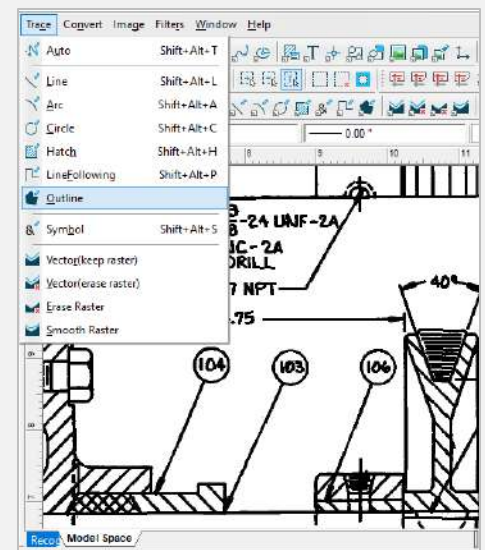 Trace Convert Image Filters Window Help
Auto Shift+Alt+T
Line Shift+Alt+L
Arc Shift+Alt+A
Circle Shift+Alt+C
Hatch Shift+Alt+H
LineFollowing Shift+Alt+P
Outline
Symbol Shift+Alt+S
Vector(keep raster)
Vector(erase raster)
Erase Raster
Smooth Raster
0.00 "
8 9 10 11
-24 UNF-2A
-2A
DRILL
NPT
.75
40°
104 103 106
9
8
7
Model Space